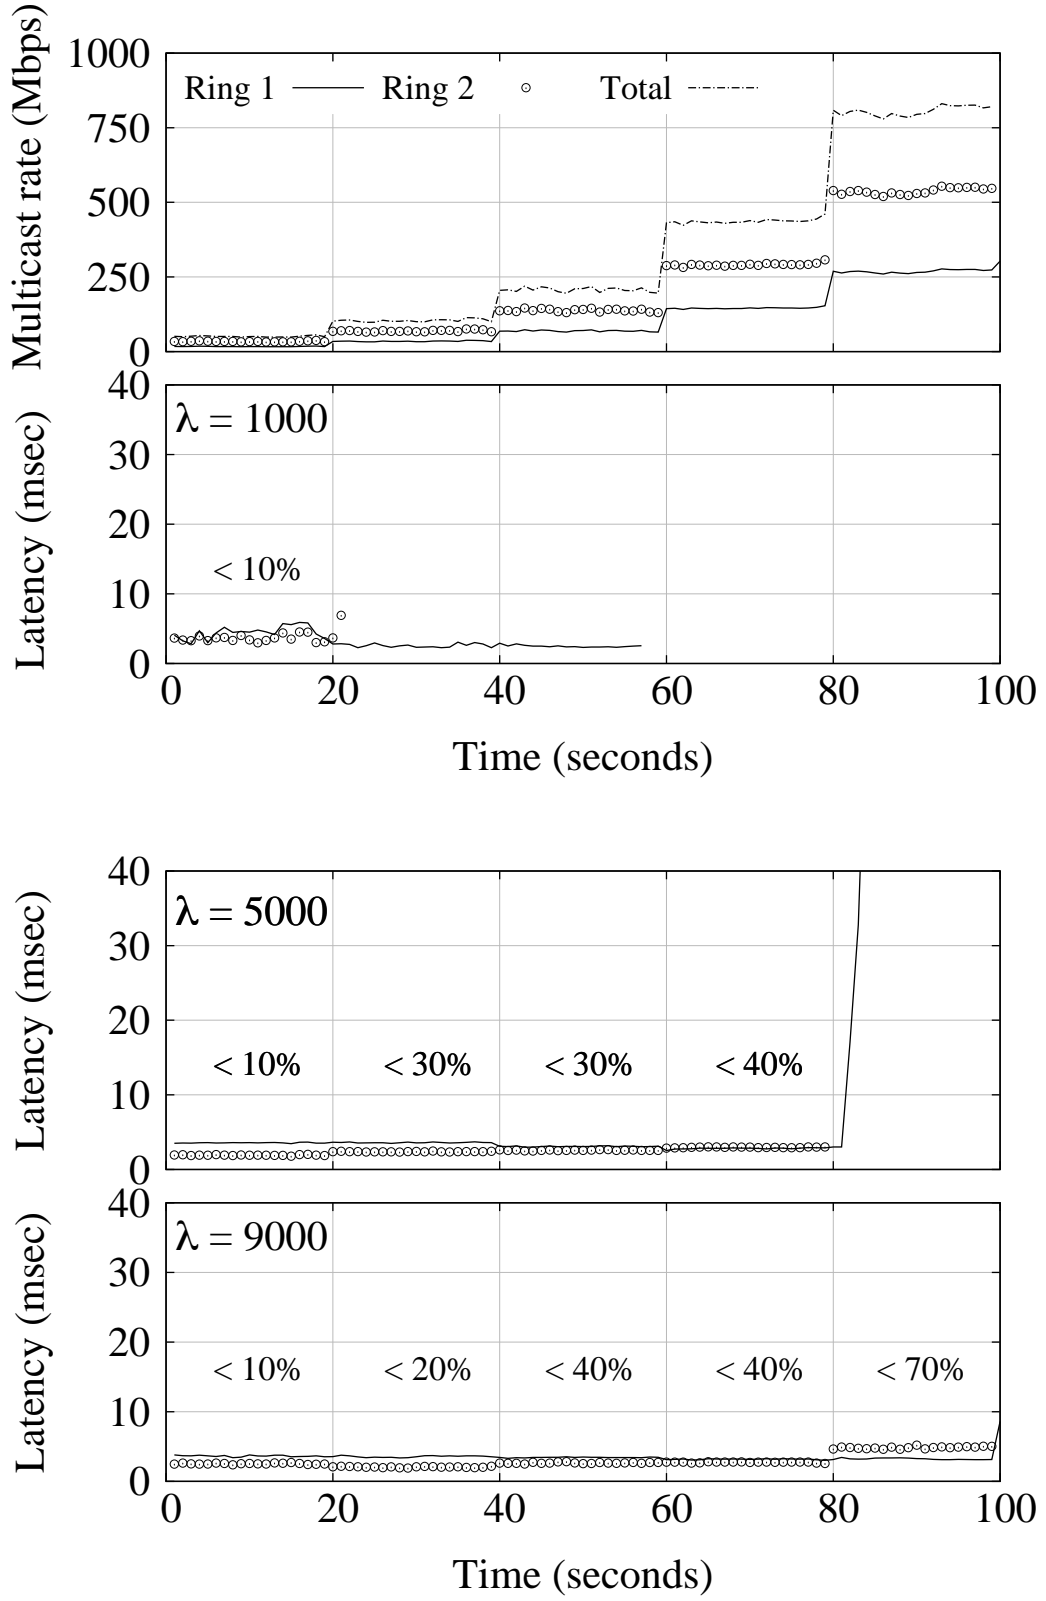 Multicast rate (Mbps)
1000
750
500
250
0
Ring 1
Ring 2
Total
Latency (msec)
40
30
20
10
0
λ = 1000
< 10%
0 20 40 60 80 100
Time (seconds)
Latency (msec)
40
30
20
10
0
λ = 5000
< 10% < 30% < 30% < 40%
Latency (msec)
40
30
20
10
0
λ = 9000
< 10% < 20% < 40% < 40% < 70%
0 20 40 60 80 100
Time (seconds)